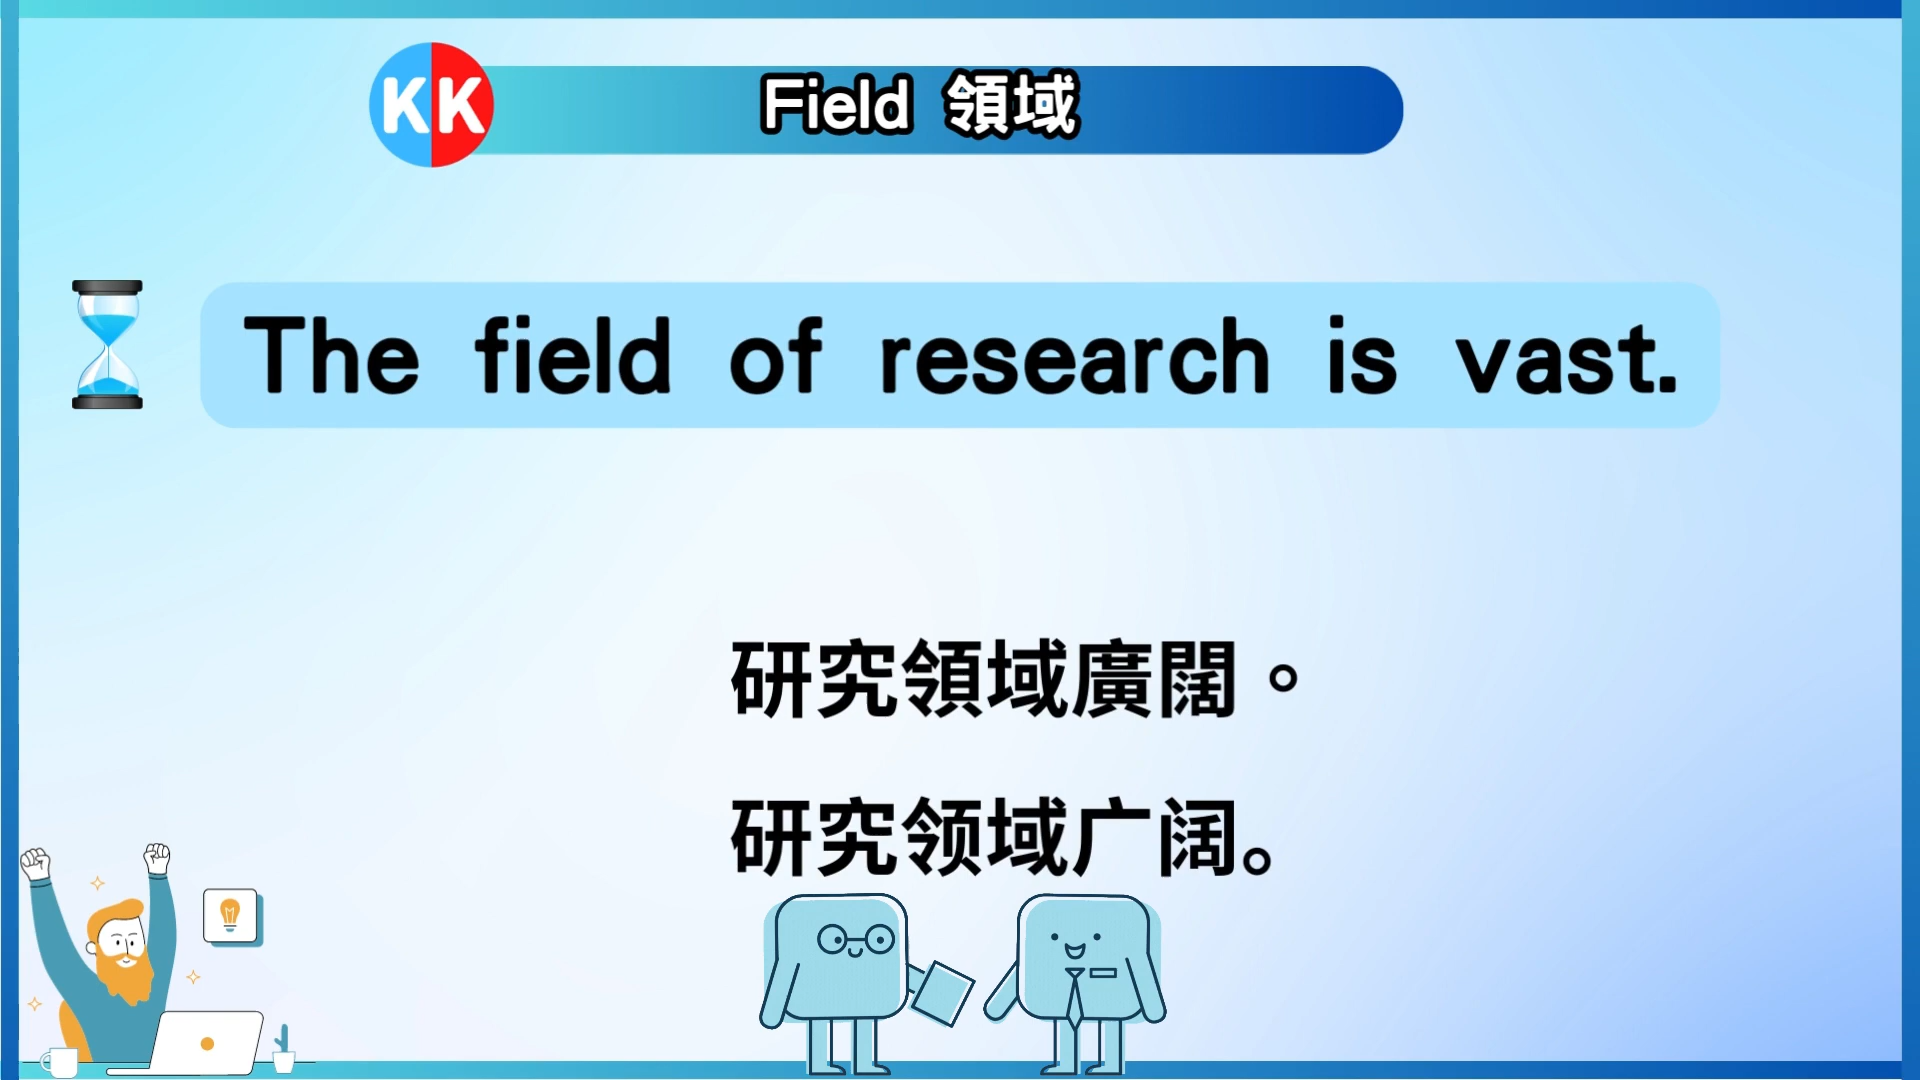 KK
Field 領域
The field of research is vast.
研究領域廣闊。
研究领域广阔。